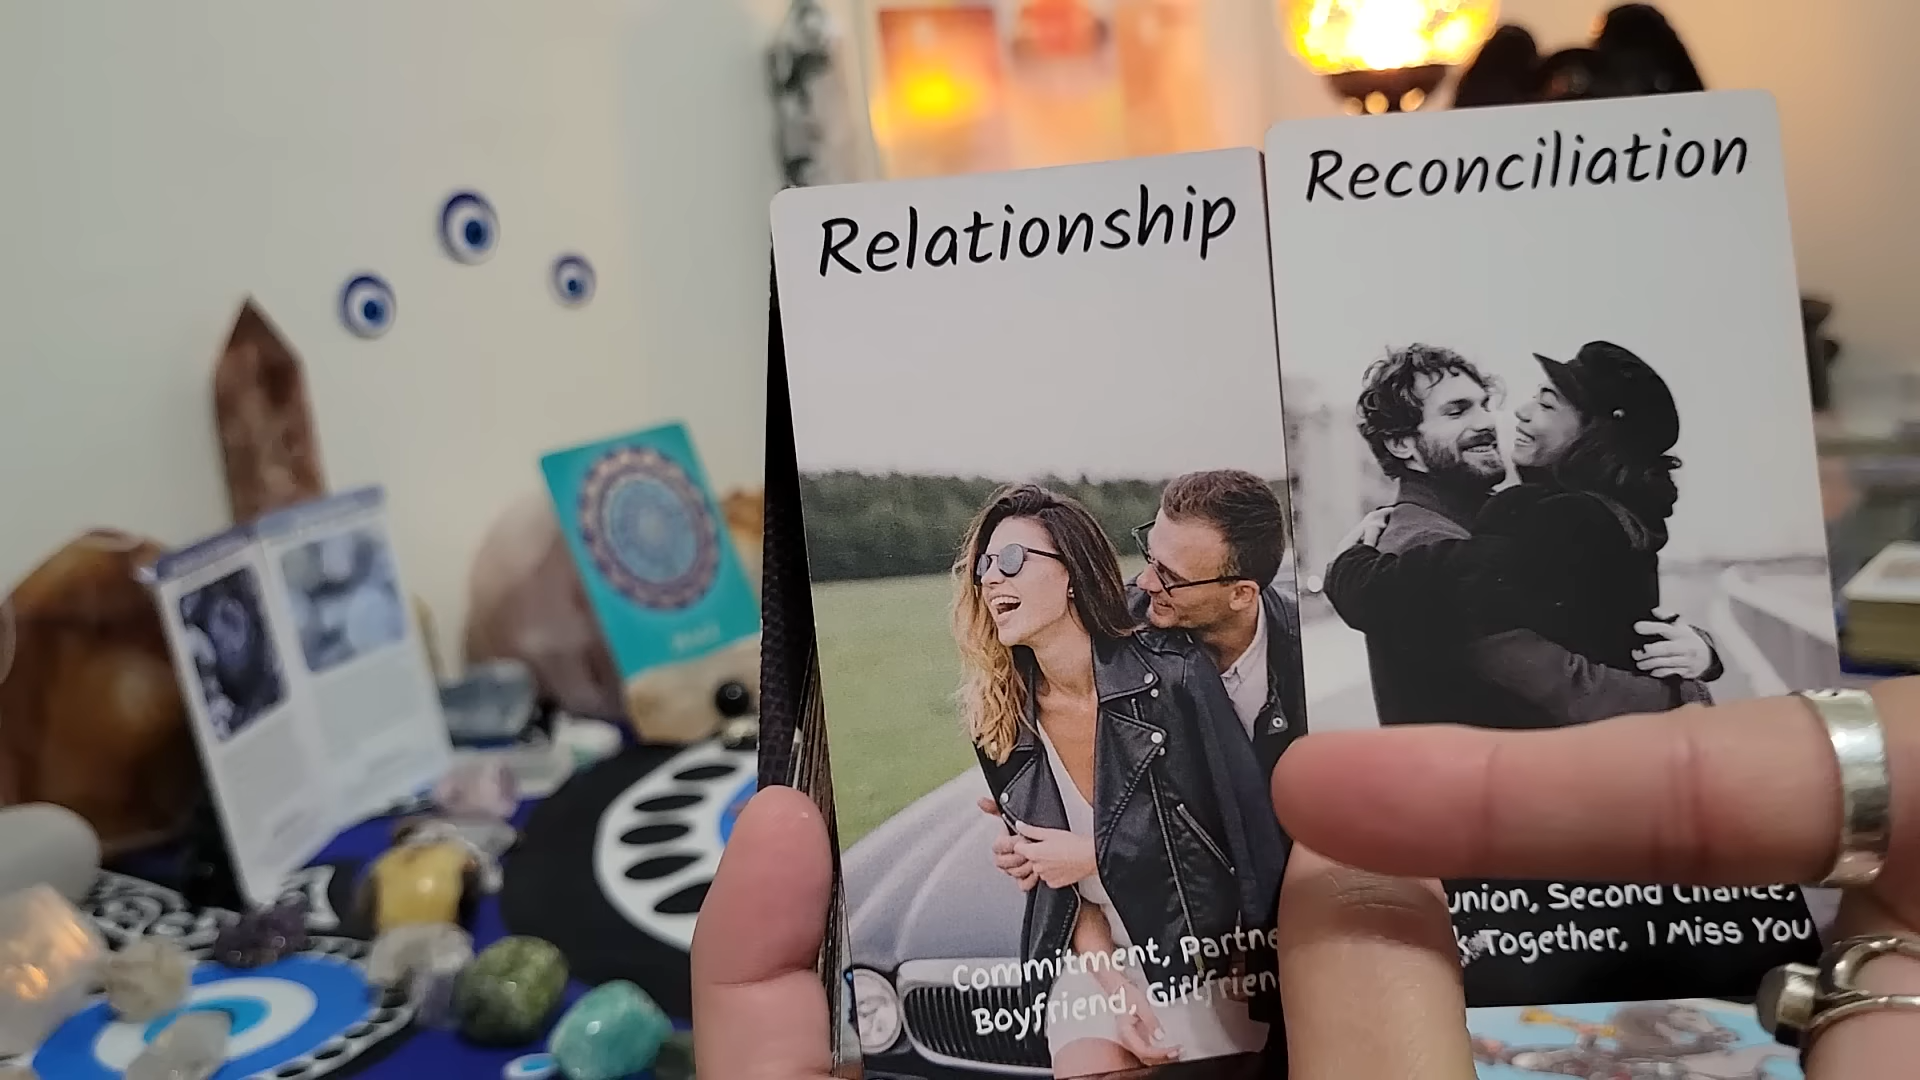 Relationship
Commitment, Partne
Boyfriend, Girlfrien
Reconciliation
union, Second Chance,
k Together, I Miss You